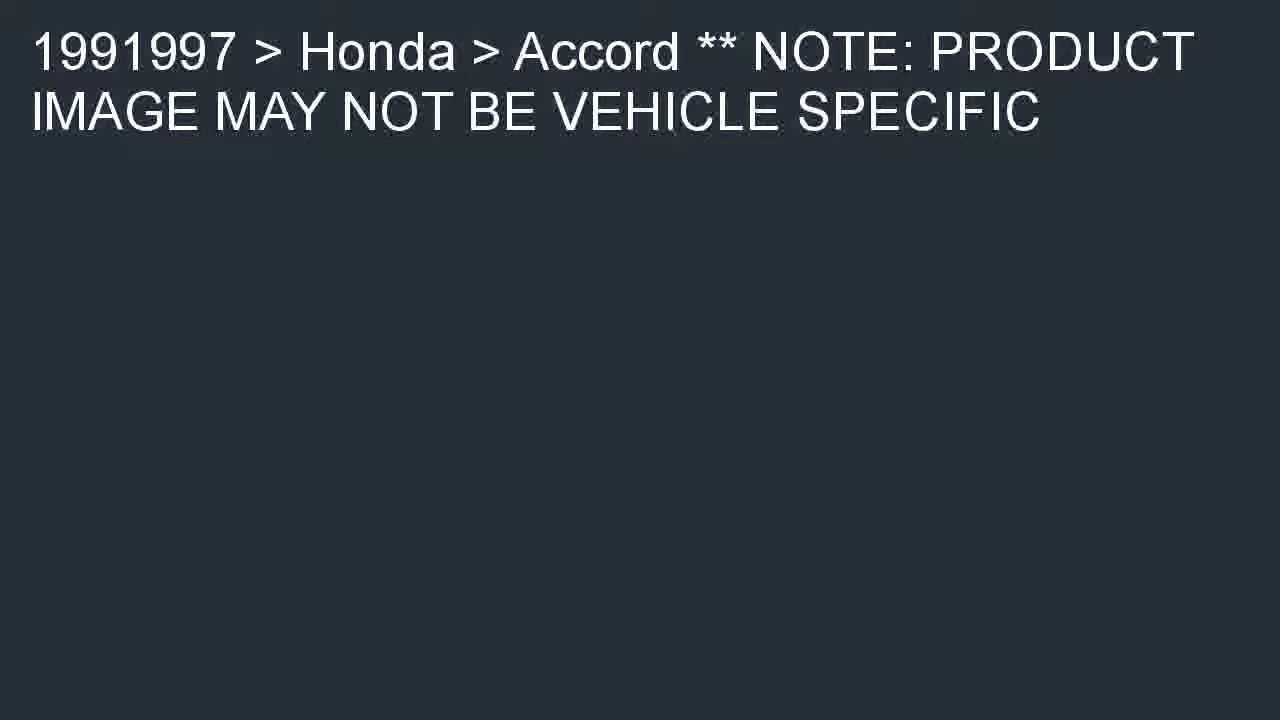 1991997 > Honda > Accord ** NOTE: PRODUCT
IMAGE MAY NOT BE VEHICLE SPECIFIC